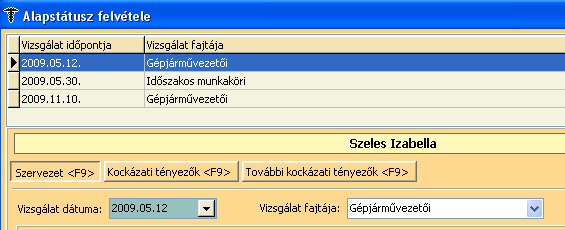 Alapstátusz felvétele
Vizsgálat időpontja Vizsgálat fajtája
2009.05.12. Gépjárművezetői
2009.05.30. Időszakos munkaköri
2009.11.10. Gépjárművezetői
Szeles Izabella
Szervezet <F9> Kockázati tényezők <F9> További kockázati tényezők <F9>
Vizsgálat dátuma: 2009.05.12 Vizsgálat fajtája: Gépjárművezetői